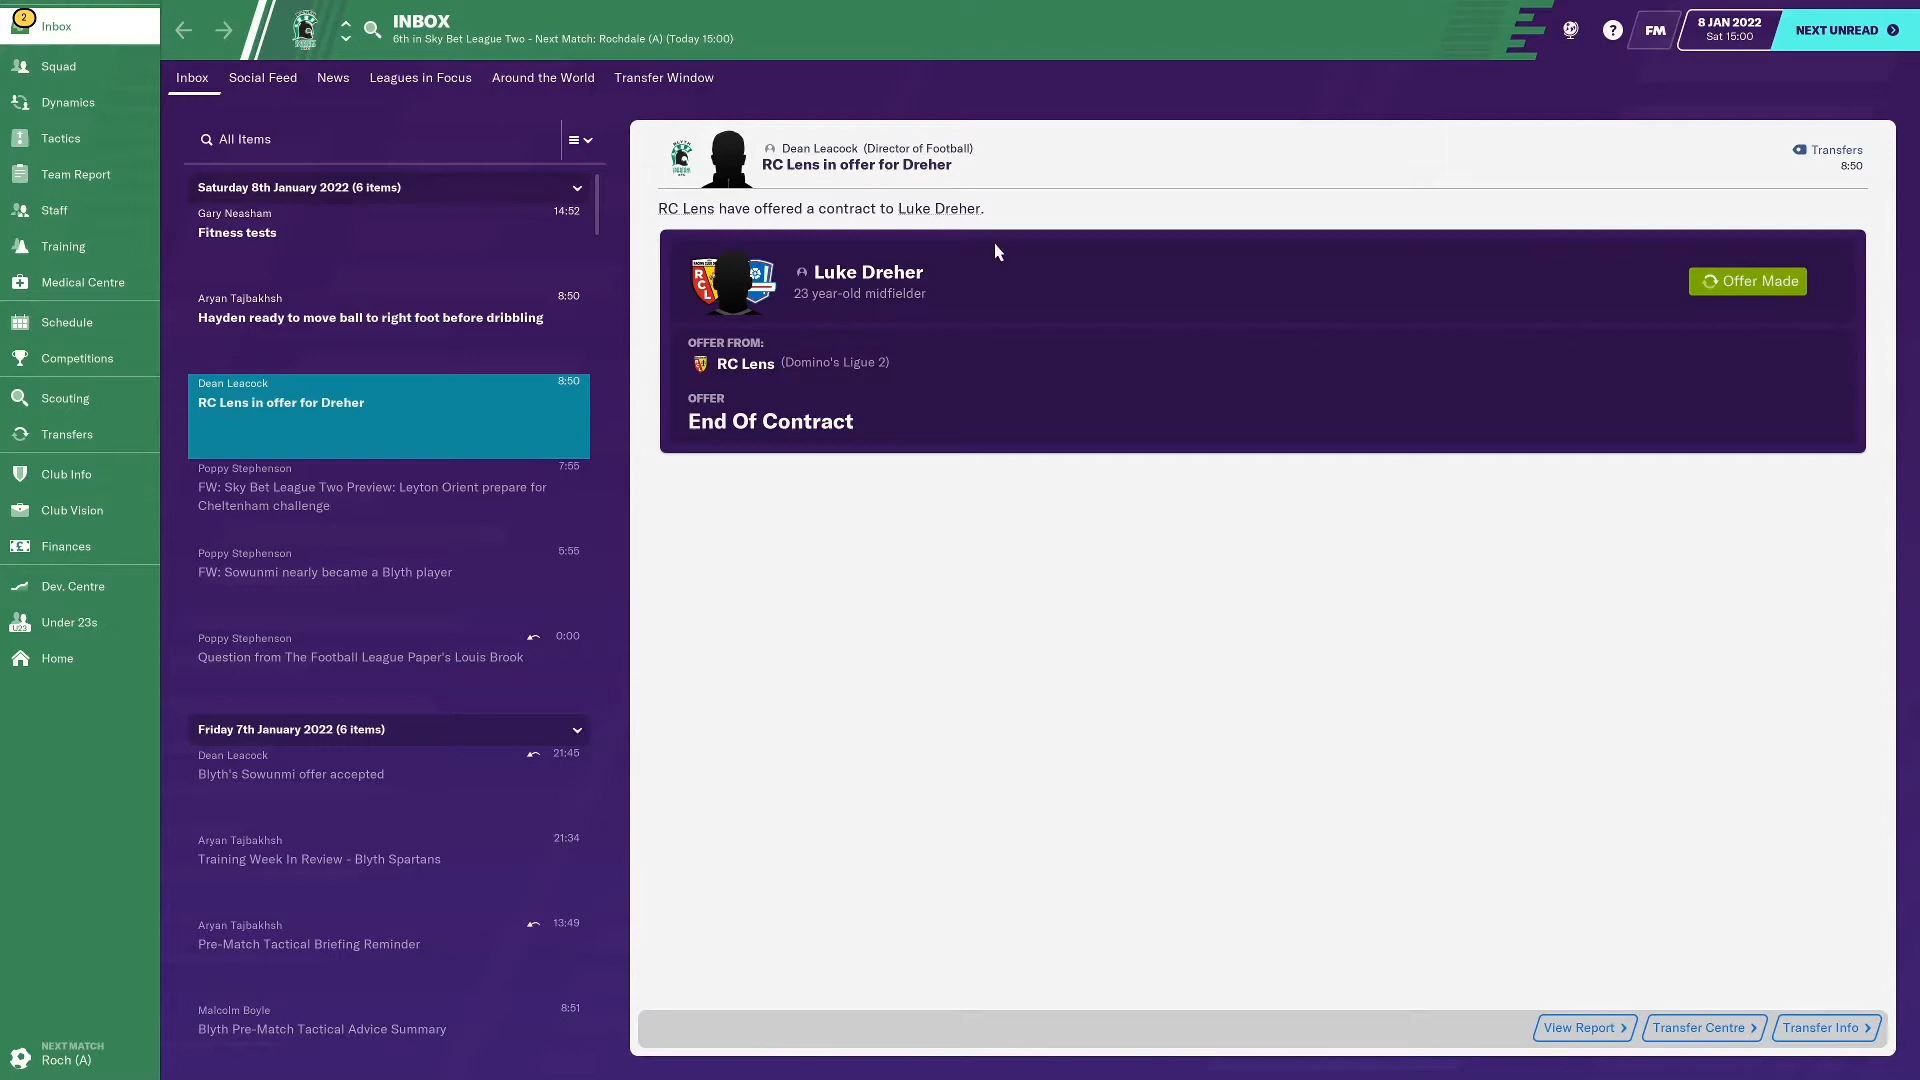 2
Inbox
Squad
Dynamics
Tactics
Team Report
Staff
Training
Medical Centre
Schedule
Competitions
Scouting
Transfers
Club Info
Club Vision
Finances
Dev. Centre
U23
Under 23s
Home
NEXT MATCH
Roch (A)
INBOX
6th in Sky Bet League Two - Next Match: Rochdale (A) (Today 15:00)
?
FM
8 JAN 2022
Sat 15:00
NEXT UNREAD
Inbox Social Feed News Leagues in Focus Around the World Transfer Window
All Items
Saturday 8th January 2022 (6 items)
Gary Neasham 14:52
Fitness tests
Aryan Tajbakhsh 8:50
Hayden ready to move ball to right foot before dribbling
Dean Leacock 8:50
RC Lens in offer for Dreher
Poppy Stephenson 7:55
FW: Sky Bet League Two Preview: Leyton Orient prepare for
Cheltenham challenge
Poppy Stephenson 5:55
FW: Sowunmi nearly became a Blyth player
Poppy Stephenson 0:00
Question from The Football League Paper's Louis Brook
Friday 7th January 2022 (6 items)
Dean Leacock 21:45
Blyth's Sowunmi offer accepted
Aryan Tajbakhsh 21:34
Training Week In Review - Blyth Spartans
Aryan Tajbakhsh 13:49
Pre-Match Tactical Briefing Reminder
Malcolm Boyle 8:51
Blyth Pre-Match Tactical Advice Summary
Dean Leacock (Director of Football)
RC Lens in offer for Dreher
Transfers
8:50
RC Lens have offered a contract to Luke Dreher.
Luke Dreher
23 year-old midfielder
Offer Made
OFFER FROM:
RC Lens (Domino's Ligue 2)
OFFER
End Of Contract
View Report > Transfer Centre > Transfer Info >